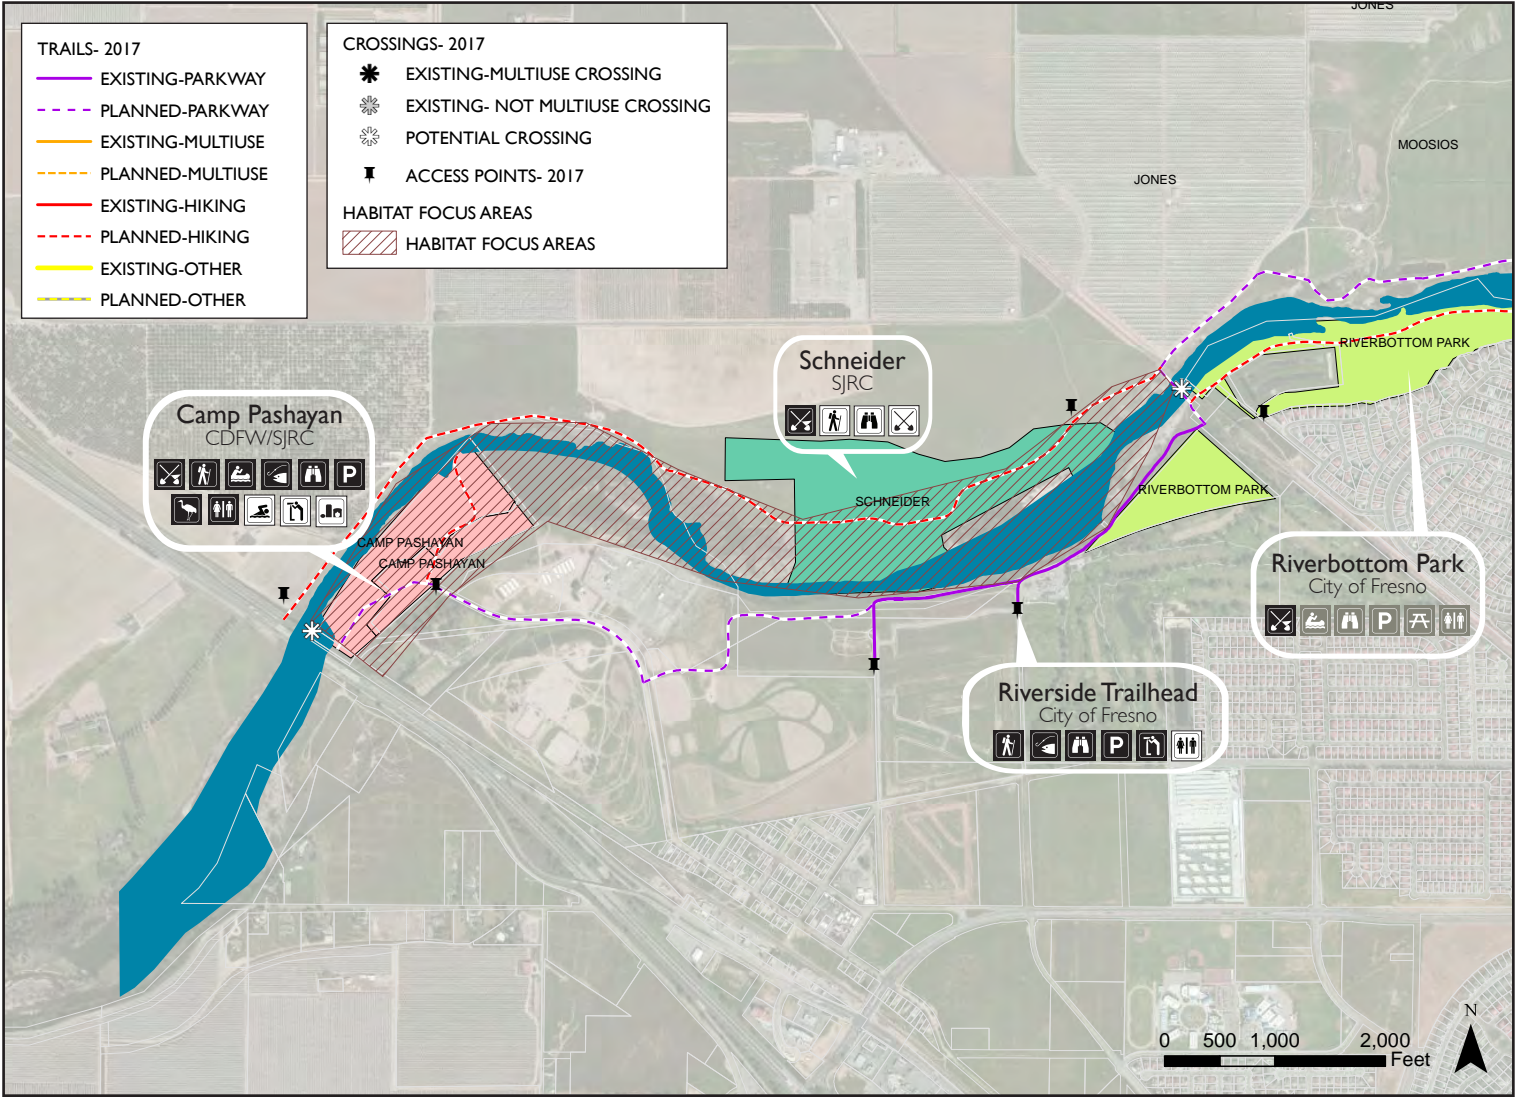 JONES
TRAILS- 2017
EXISTING-PARKWAY
PLANNED-PARKWAY
EXISTING-MULTIUSE
PLANNED-MULTIUSE
EXISTING-HIKING
PLANNED-HIKING
EXISTING-OTHER
PLANNED-OTHER
CROSSINGS- 2017
EXISTING-MULTIUSE CROSSING
EXISTING- NOT MULTIUSE CROSSING
POTENTIAL CROSSING
ACCESS POINTS- 2017
HABITAT FOCUS AREAS
HABITAT FOCUS AREAS
MOOSIOS
JONES
RIVERBOTTOM PARK
Schneider
SJRC
Camp Pashayan
CDFW/SJRC
P
SCHNEIDER
RIVERBOTTOM PARK
CAMP PASHAYAN
CAMP PASHAYAN
Riverbottom Park
City of Fresno
P
Riverside Trailhead
City of Fresno
P
N
0 500 1,000 2,000
Feet